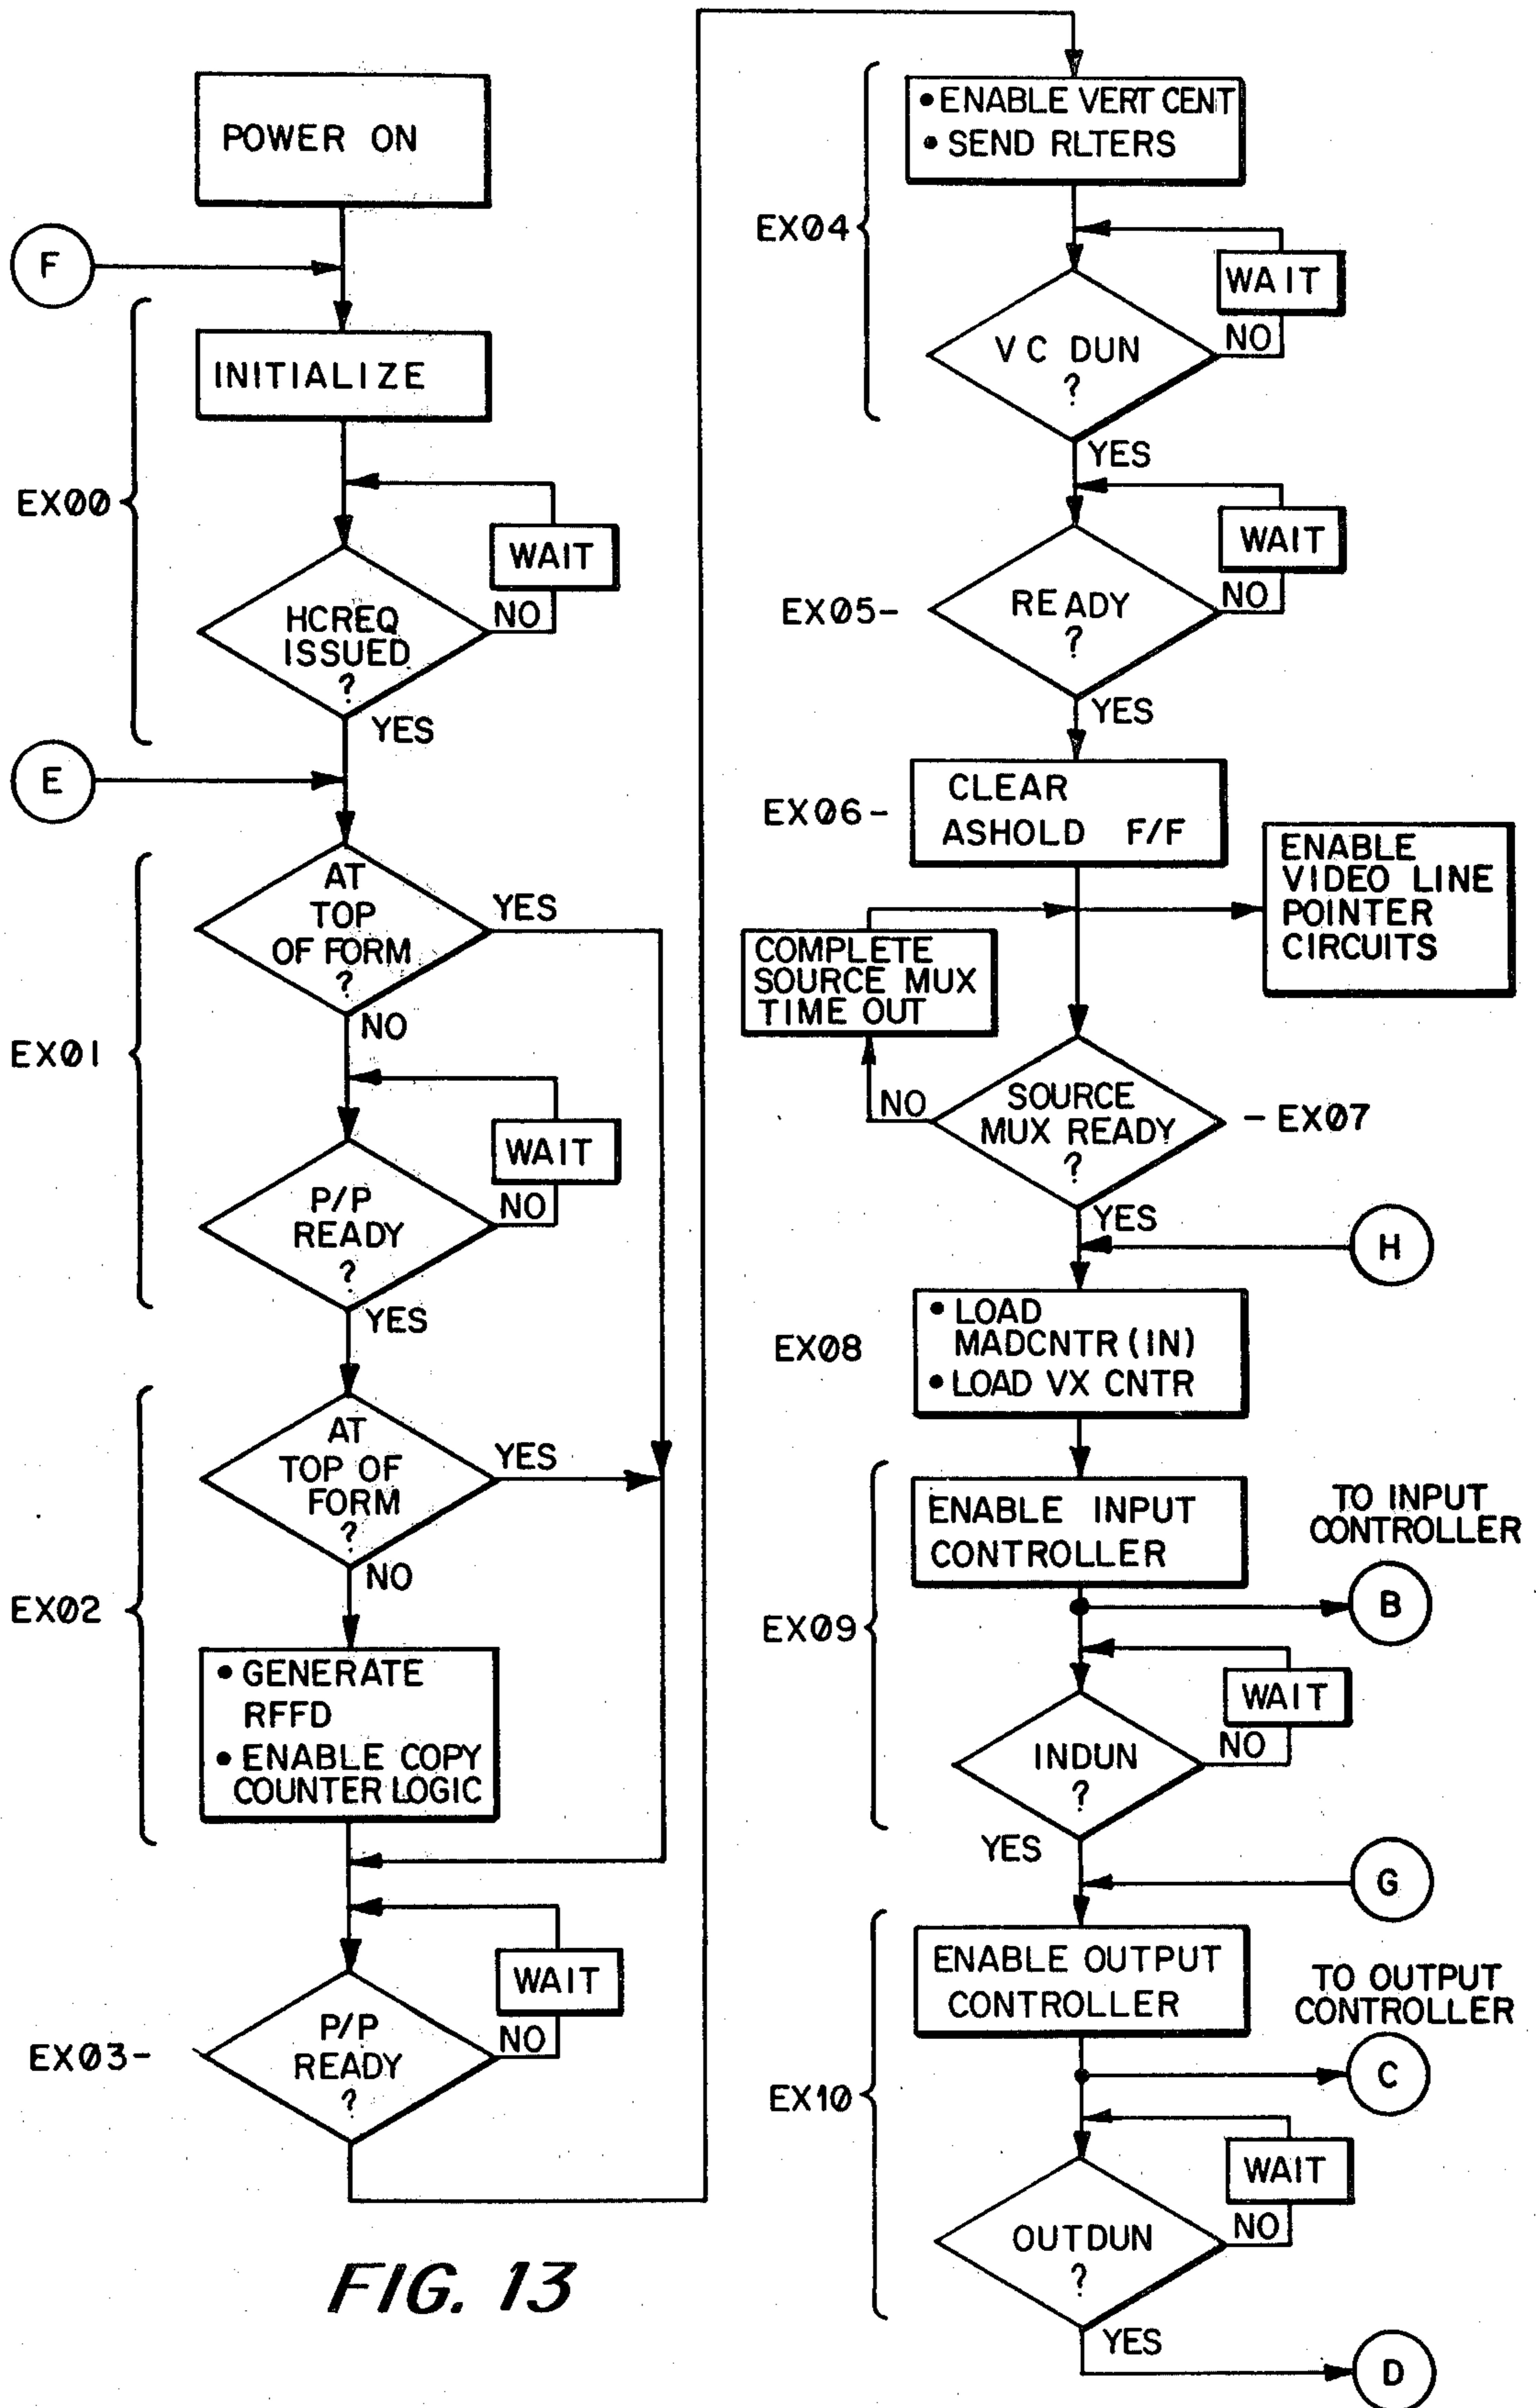 POWER ON
F
INITIALIZE
EX00
WAIT
HCREQ
ISSUED
?
NO
YES
E
AT
TOP
OF FORM
?
YES
NO
EX01
WAIT
P/P
READY
?
NO
YES
AT
TOP OF
FORM
?
YES
NO
EX02
• GENERATE
RFFD
• ENABLE COPY
COUNTER LOGIC
WAIT
EX03-
P/P
READY
?
NO
FIG. 13
• ENABLE VERT CENT
• SEND RLTERS
EX04
WAIT
VC DUN
?
NO
YES
WAIT
EX05-
READY
?
NO
YES
EX06-
CLEAR
ASHOLD F/F
ENABLE
VIDEO LINE
POINTER
CIRCUITS
COMPLETE
SOURCE MUX
TIME OUT
NO
SOURCE
MUX READY
?
- EX07
YES
H
EX08
• LOAD
MADCNTR (IN)
• LOAD VX CNTR
ENABLE INPUT
CONTROLLER
TO INPUT
CONTROLLER
B
EX09
WAIT
INDUN
?
NO
YES
G
ENABLE OUTPUT
CONTROLLER
TO OUTPUT
CONTROLLER
C
EX10
WAIT
OUTDUN
?
NO
YES
D